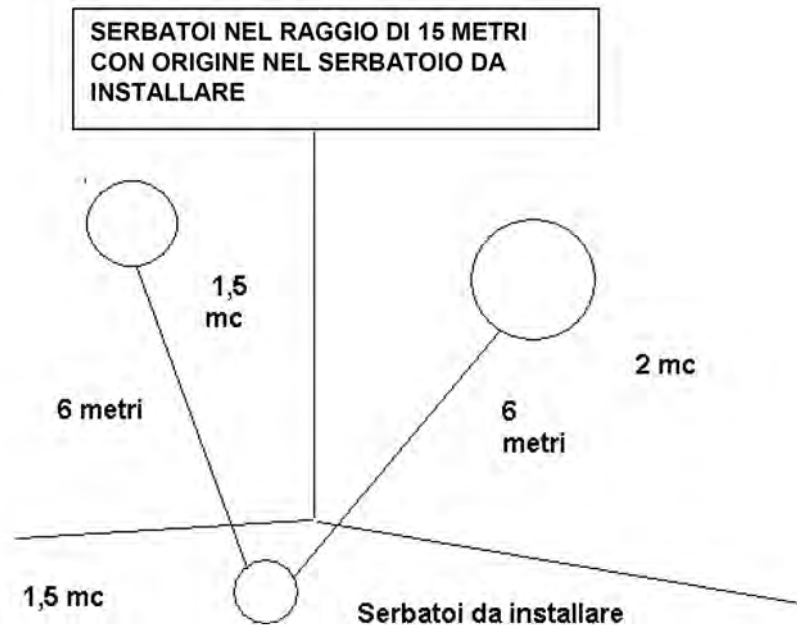 SERBATOI NEL RAGGIO DI 15 METRI
CON ORIGINE NEL SERBATOIO DA
INSTALLARE
1,5
mc
2 mc
6 metri
6
metri
1,5 mc
Serbatoi da installare